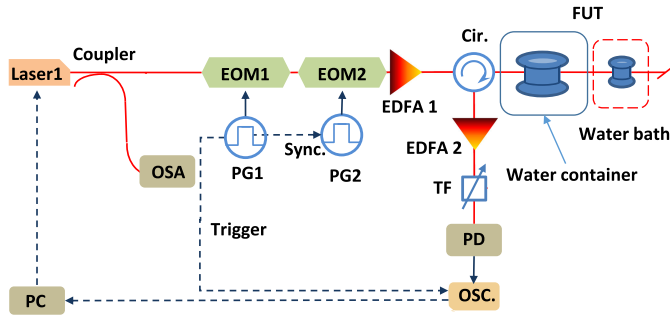 FUT
Coupler
Cir.
Laser1
EOM1
EOM2
EDFA 1
Water bath
EDFA 2
Sync.
PG1
PG2
OSA
TF
Water container
Trigger
PD
PC
OSC.